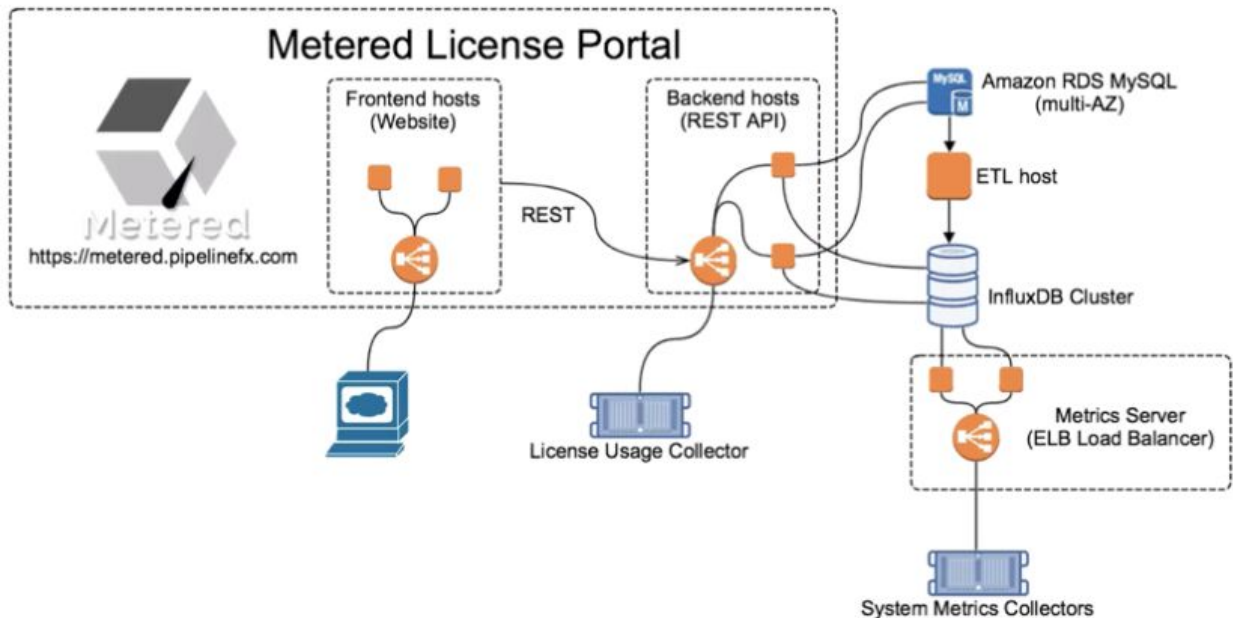 Metered License Portal
Metered
https://metered.pipelinefx.com
Frontend hosts
(Website)
REST
Backend hosts
(REST API)
MySQL
M
Amazon RDS MySQL
(multi-AZ)
ETL host
InfluxDB Cluster
License Usage Collector
Metrics Server
(ELB Load Balancer)
System Metrics Collectors